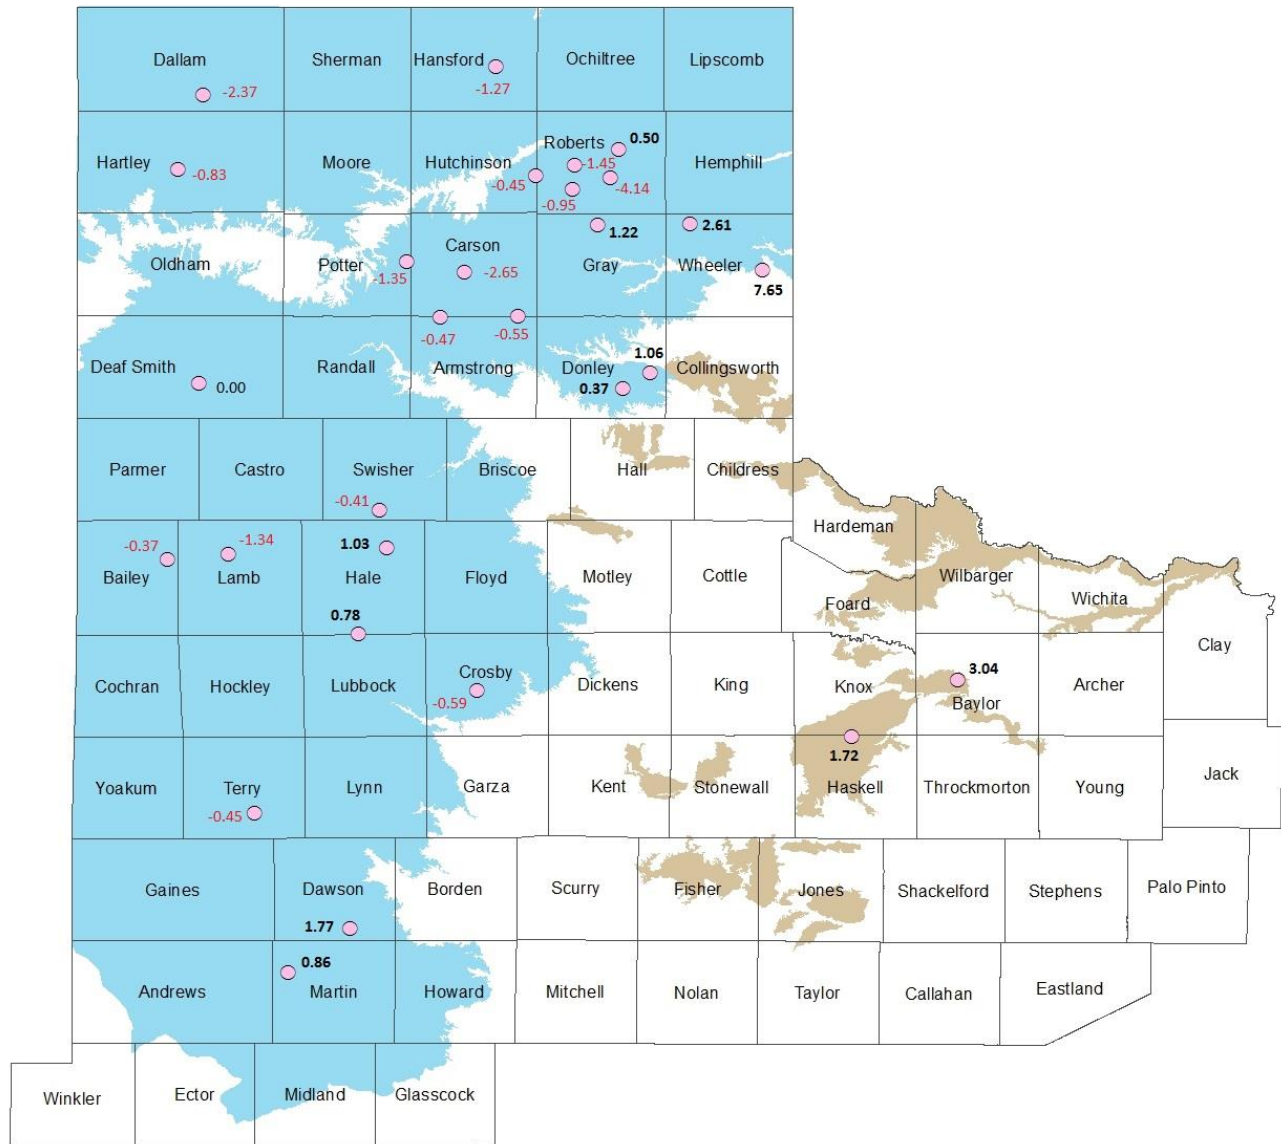 Dallam
Sherman
Hansford
Ochiltree
Lipscomb
-2.37
-1.27
Hartley
-0.83
Moore
Hutchinson
-0.45
Roberts
0.50
-1.45
-4.14
-0.95
Hemphill
Oldham
Potter
-1.35
Carson
-2.65
1.22
Gray
2.61
Wheeler
7.65
-0.47
-0.55
Deaf Smith
0.00
Randall
Armstrong
Donley
1.06
0.37
Collingsworth
Parmer
Castro
Swisher
-0.41
Briscoe
Hall
Childress
Hardeman
-0.37
Bailey
-1.34
Lamb
1.03
Hale
0.78
Floyd
Motley
Cottle
Foard
Wilbarger
Wichita
Clay
Cochran
Hockley
Lubbock
Crosby
-0.59
Dickens
King
Knox
3.04
Baylor
Archer
Yoakum
Terry
-0.45
Lynn
Garza
Kent
Stonewall
1.72
Haskell
Throckmorton
Young
Jack
Gaines
Dawson
1.77
Borden
Scurry
Fisher
Jones
Shackelford
Stephens
Palo Pinto
Andrews
0.86
Martin
Howard
Mitchell
Nolan
Taylor
Callahan
Eastland
Winkler
Ector
Midland
Glasscock